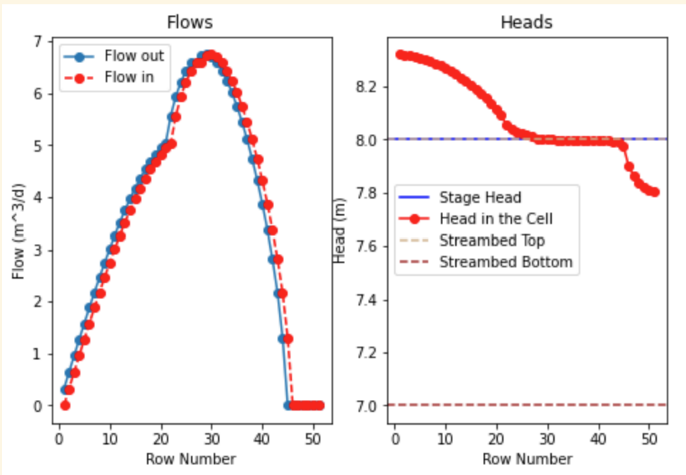 Flows
Flow out
Flow in
7
6
5
4
3
2
1
0
Flow (m^3/d)
0 10 20 30 40 50
Row Number
Heads
8.2
8.0
7.8
7.6
7.4
7.2
7.0
Head (m)
Stage Head
Head in the Cell
Streambed Top
Streambed Bottom
0 10 20 30 40 50
Row Number